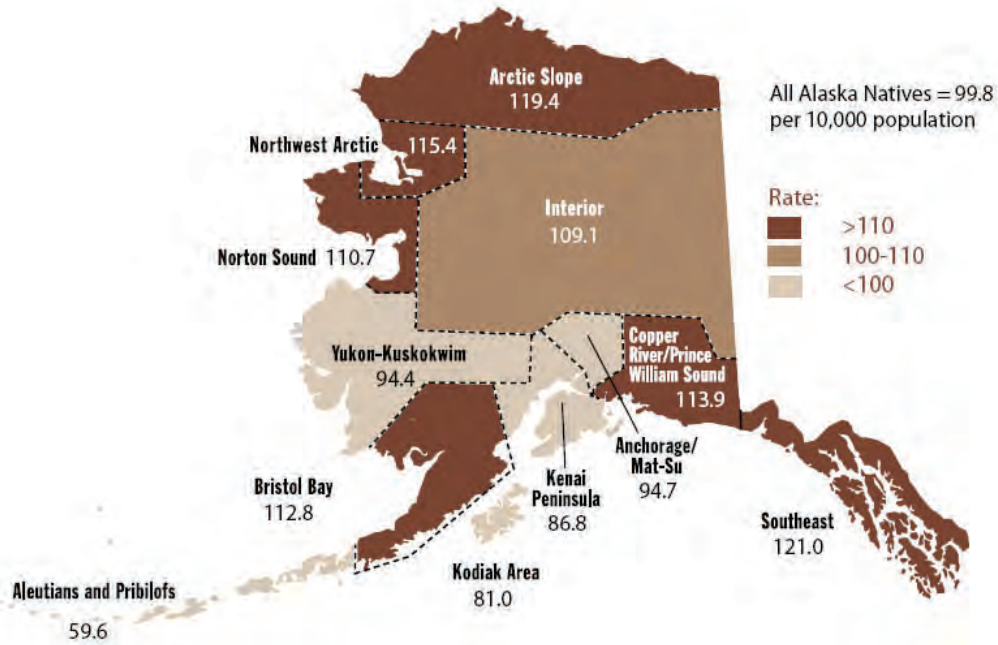 Arctic Slope
119.4
All Alaska Natives = 99.8
per 10,000 population
Northwest Arctic
115.4
Rate:
>110
100-110
<100
Interior
109.1
Norton Sound 110.7
Yukon-Kuskokwim
94.4
Copper
River/Prince
William Sound
113.9
Anchorage/
Mat-Su
94.7
Kenai
Peninsula
86.8
Bristol Bay
112.8
Southeast
121.0
Kodiak Area
81.0
Aleutians and Pribilofs
59.6